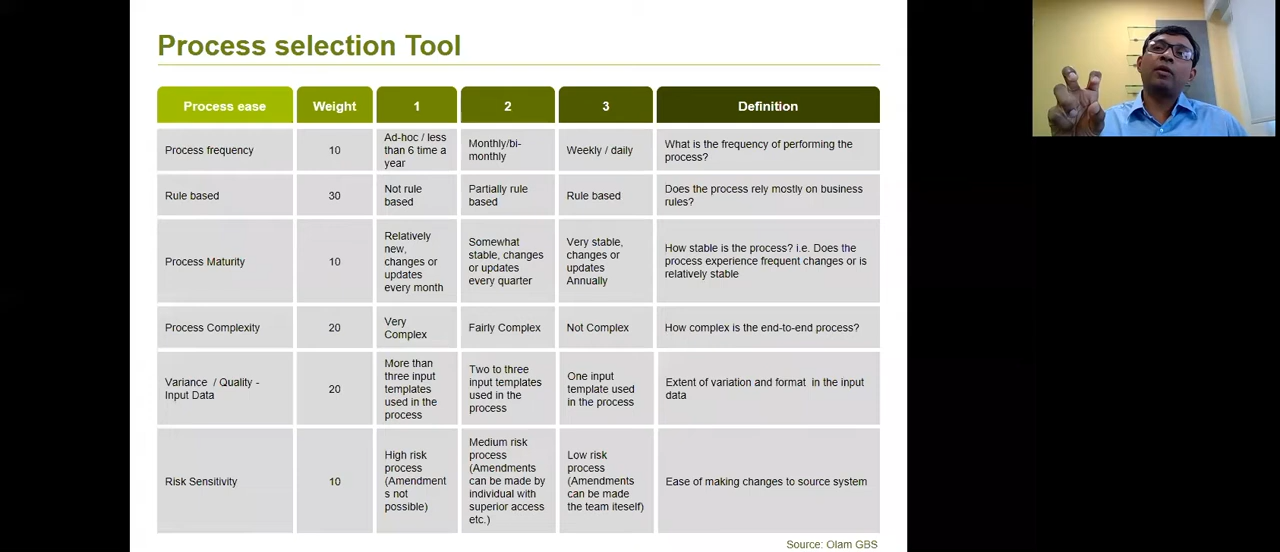 Process selection Tool
Process ease
Weight
1
2
3
Definition
Process frequency
10
Ad-hoc / less
than 6 time a
year
Monthly/bi-
monthly
Weekly / daily
What is the frequency of performing the
process?
Rule based
30
Not rule
based
Partially rule
based
Rule based
Does the process rely mostly on business
rules?
Process Maturity
10
Relatively
new,
changes or
updates
every month
Somewhat
stable, changes
or updates
every quarter
Very stable,
changes or
updates
Annually
How stable is the process? i.e. Does the
process experience frequent changes or is
relatively stable
Process Complexity
20
Very
Complex
Fairly Complex
Not Complex
How complex is the end-to-end process?
Variance / Quality -
Input Data
20
More than
three input
templates
used in the
process
Two to three
input templates
used in the
process
One input
template used
in the process
Extent of variation and format in the input
data
Risk Sensitivity
10
High risk
process
(Amendment
s not
possible)
Medium risk
process
(Amendments
can be made by
individual with
superior access
etc.)
Low risk
process
(Amendments
can be made
the team iteself)
Ease of making changes to source system
Source: Olam GBS